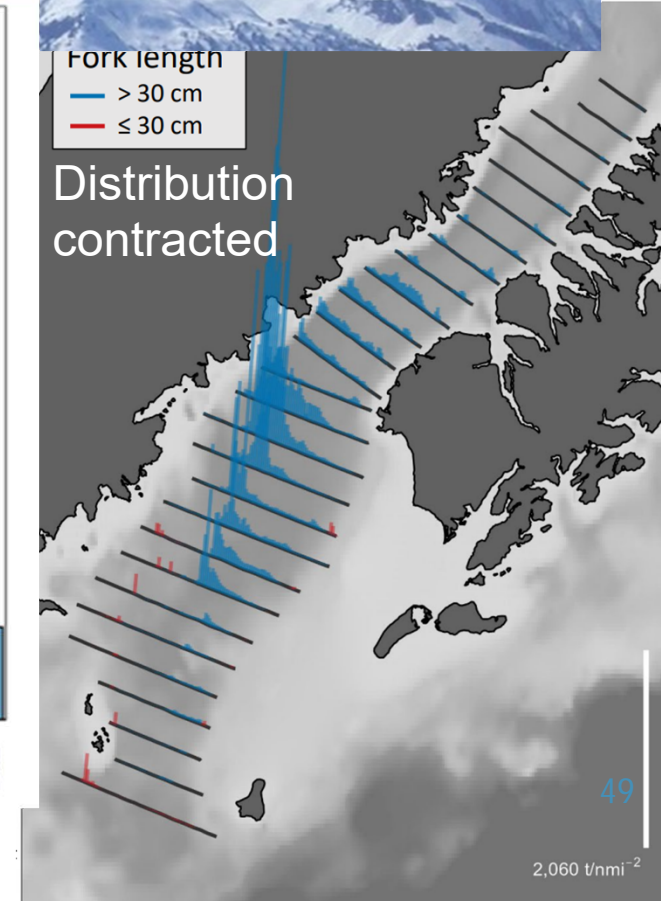 Fork length
> 30 cm
≤ 30 cm
Distribution
contracted
49
2,060 t/nmi⁻²